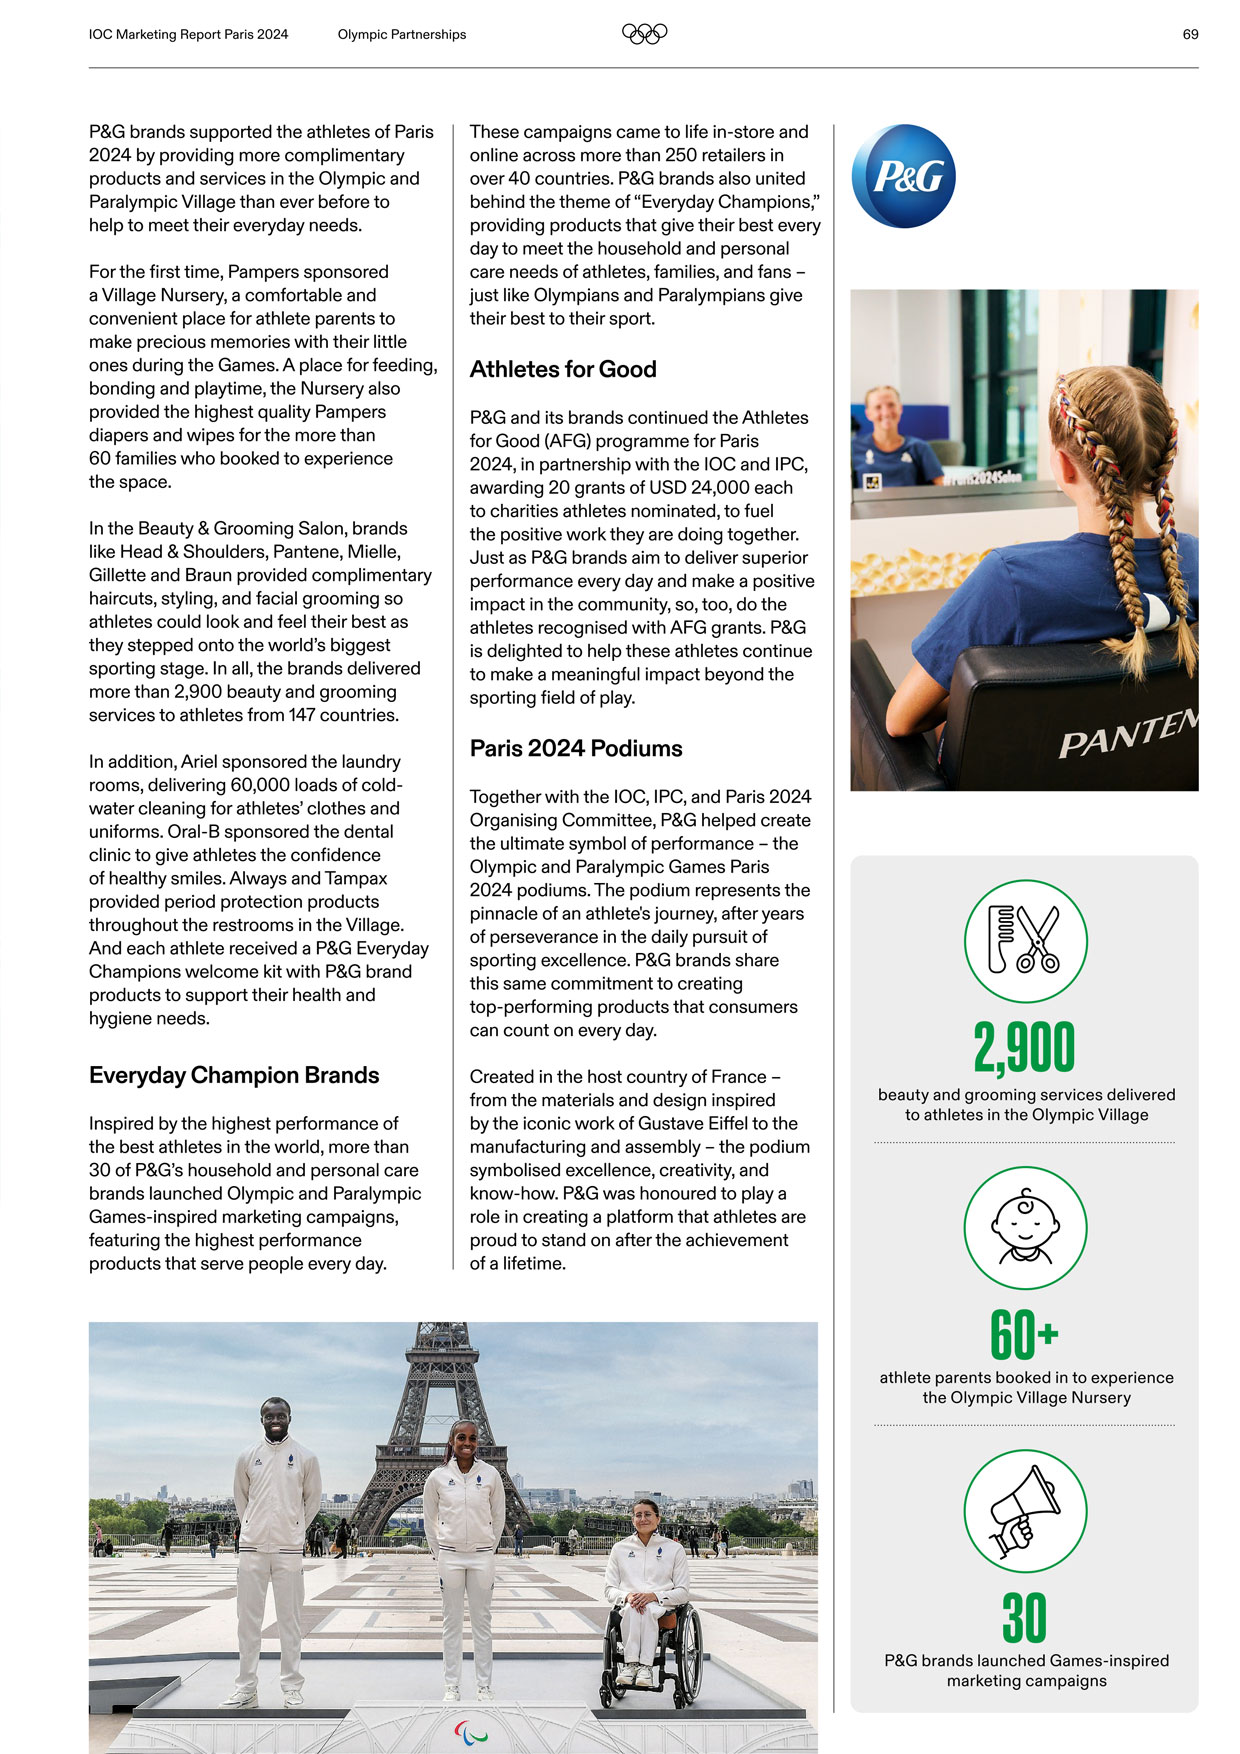 IOC Marketing Report Paris 2024
Olympic Partnerships
69
P&G brands supported the athletes of Paris
2024 by providing more complimentary
products and services in the Olympic and
Paralympic Village than ever before to
help to meet their everyday needs.
For the first time, Pampers sponsored
a Village Nursery, a comfortable and
convenient place for athlete parents to
make precious memories with their little
ones during the Games. A place for feeding,
bonding and playtime, the Nursery also
provided the highest quality Pampers
diapers and wipes for the more than
60 families who booked to experience
the space.
In the Beauty & Grooming Salon, brands
like Head & Shoulders, Pantene, Mielle,
Gillette and Braun provided complimentary
haircuts, styling, and facial grooming so
athletes could look and feel their best as
they stepped onto the world’s biggest
sporting stage. In all, the brands delivered
more than 2,900 beauty and grooming
services to athletes from 147 countries.
In addition, Ariel sponsored the laundry
rooms, delivering 60,000 loads of cold-
water cleaning for athletes’ clothes and
uniforms. Oral-B sponsored the dental
clinic to give athletes the confidence
of healthy smiles. Always and Tampax
provided period protection products
throughout the restrooms in the Village.
And each athlete received a P&G Everyday
Champions welcome kit with P&G brand
products to support their health and
hygiene needs.
Everyday Champion Brands
Inspired by the highest performance of
the best athletes in the world, more than
30 of P&G’s household and personal care
brands launched Olympic and Paralympic
Games-inspired marketing campaigns,
featuring the highest performance
products that serve people every day.
These campaigns came to life in-store and
online across more than 250 retailers in
over 40 countries. P&G brands also united
behind the theme of “Everyday Champions,”
providing products that give their best every
day to meet the household and personal
care needs of athletes, families, and fans –
just like Olympians and Paralympians give
their best to their sport.
Athletes for Good
P&G and its brands continued the Athletes
for Good (AFG) programme for Paris
2024, in partnership with the IOC and IPC,
awarding 20 grants of USD 24,000 each
to charities athletes nominated, to fuel
the positive work they are doing together.
Just as P&G brands aim to deliver superior
performance every day and make a positive
impact in the community, so, too, do the
athletes recognised with AFG grants. P&G
is delighted to help these athletes continue
to make a meaningful impact beyond the
sporting field of play.
Paris 2024 Podiums
Together with the IOC, IPC, and Paris 2024
Organising Committee, P&G helped create
the ultimate symbol of performance – the
Olympic and Paralympic Games Paris
2024 podiums. The podium represents the
pinnacle of an athlete's journey, after years
of perseverance in the daily pursuit of
sporting excellence. P&G brands share
this same commitment to creating
top-performing products that consumers
can count on every day.
Created in the host country of France –
from the materials and design inspired
by the iconic work of Gustave Eiffel to the
manufacturing and assembly – the podium
symbolised excellence, creativity, and
know-how. P&G was honoured to play a
role in creating a platform that athletes are
proud to stand on after the achievement
of a lifetime.
P&G
#Paris2024Salon
PANTEN
2,900
beauty and grooming services delivered
to athletes in the Olympic Village
60+
athlete parents booked in to experience
the Olympic Village Nursery
30
P&G brands launched Games-inspired
marketing campaigns